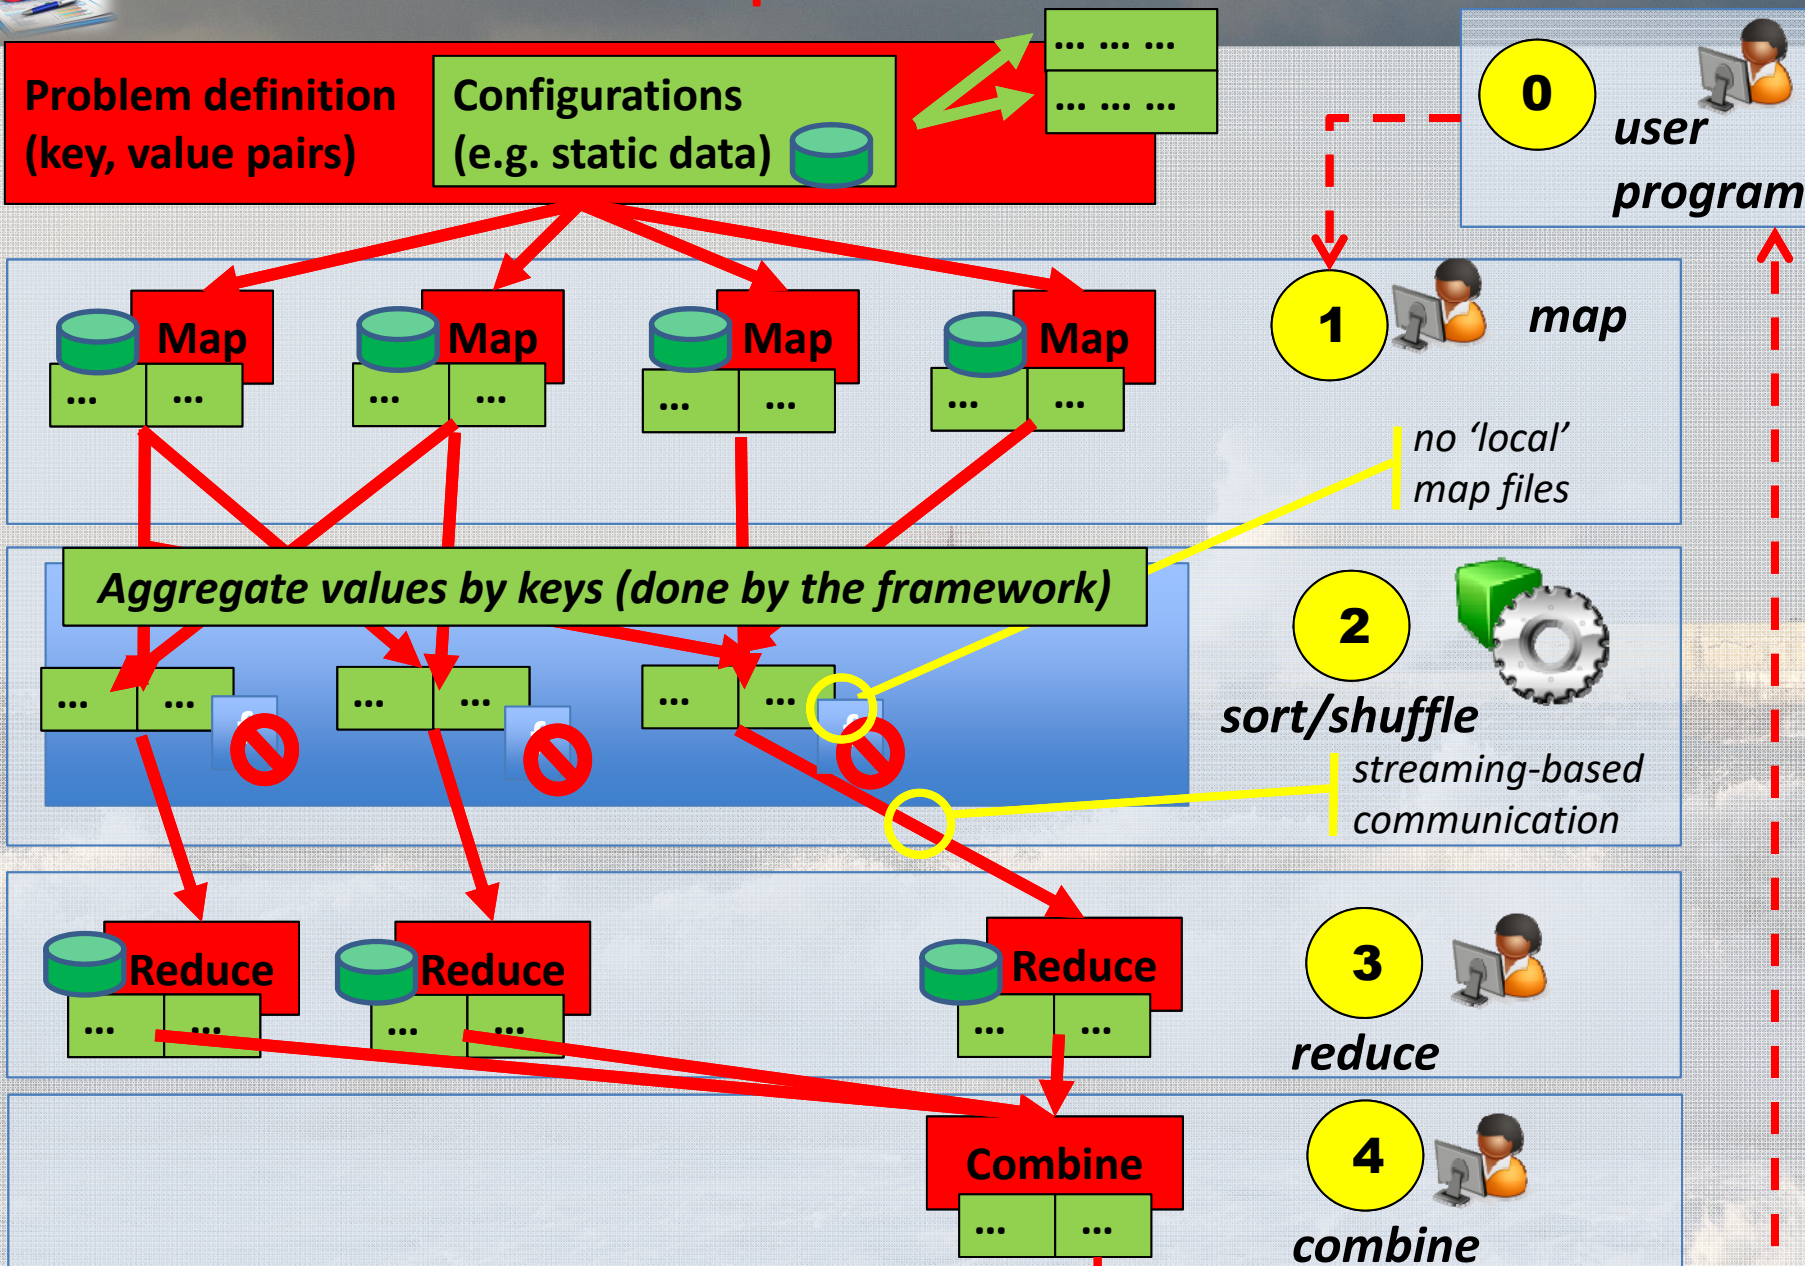 ... ... ...
... ... ...
Problem definition
(key, value pairs)
Configurations
(e.g. static data)
0
user
program
Map
Map
Map
Map
... ...
... ...
... ...
... ...
1
map
no ‘local’
map files
Aggregate values by keys (done by the framework)
2
sort/shuffle
... ...
... ...
... ...
streaming-based
communication
Reduce
Reduce
Reduce
... ...
... ...
... ...
3
reduce
Combine
... ...
4
combine